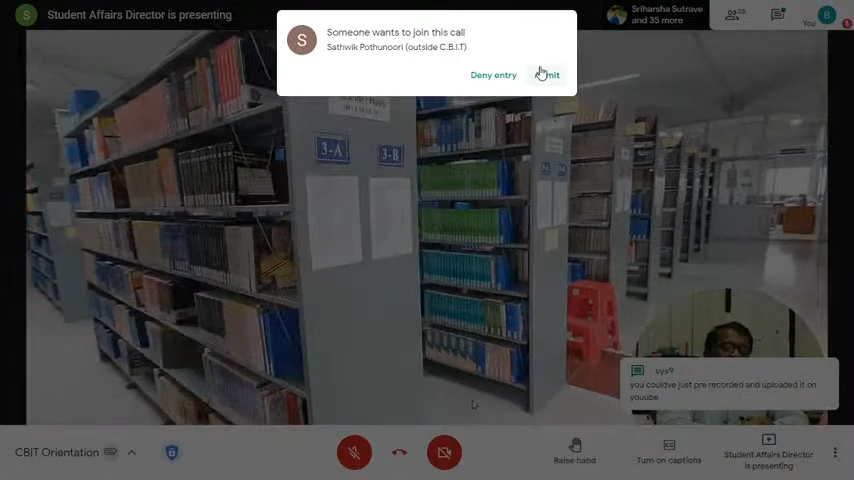 S
Student Affairs Director is presenting
Someone wants to join this call
S
Sathwik Pothunoori (outside C.B.I.T)
Deny entry
Sriharsha Sutrave
and 35 more
38
B
You
3-A
3-B
sys9
you couldve just pre recorded and uploaded it on
youube
CBIT Orientation
Raise hand
Turn on captions
Student Affairs Director
is presenting